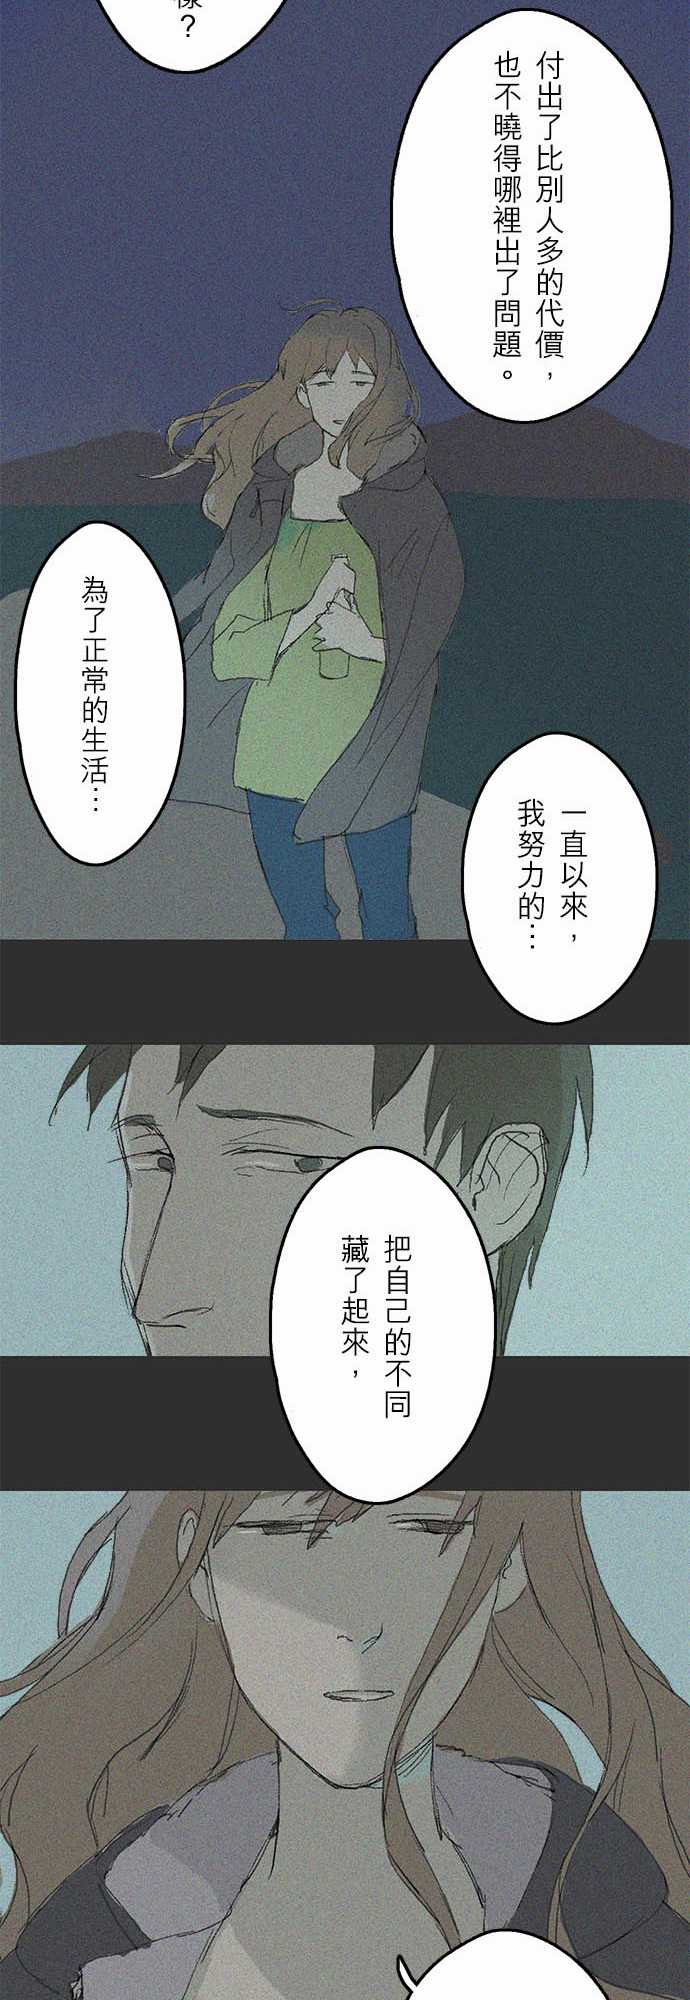 樣?
付出了比別人多的代價，
也不曉得哪裡出了問題。
為了正常的生活…
一直以來，
我努力的…
把自己的不同
藏了起來，